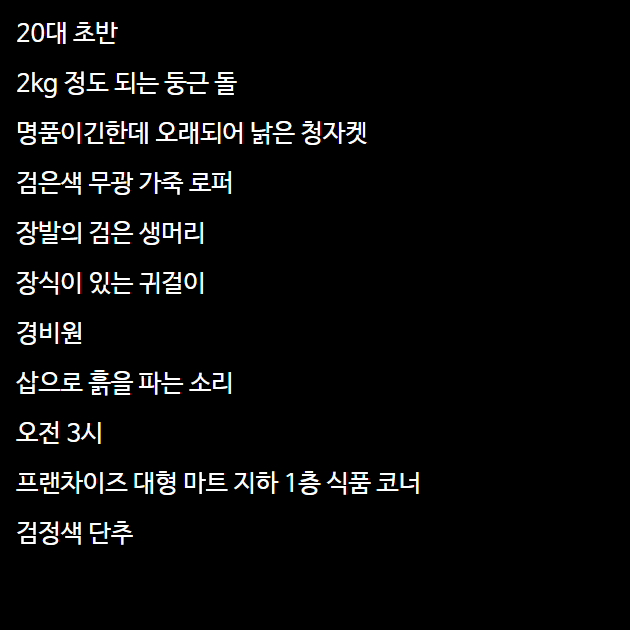 20대 초반
2kg 정도 되는 둥근 돌
명품이긴한데 오래되어 낡은 청자켓
검은색 무광 가죽 로퍼
장발의 검은 생머리
장식이 있는 귀걸이
경비원
삽으로 흙을 파는 소리
오전 3시
프랜차이즈 대형 마트 지하 1층 식품 코너
검정색 단추